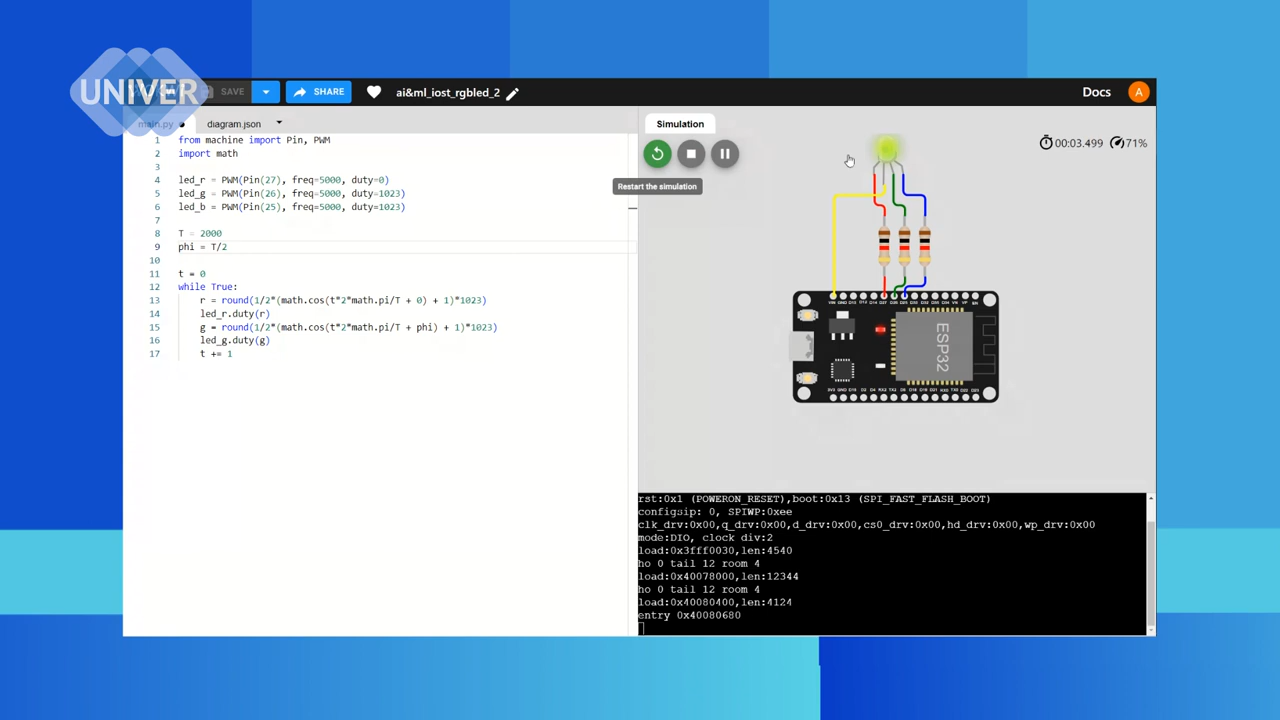 UNIVER
SAVE
SHARE
ai&ml_iost_rgbled_2
Docs
A
main.py
diagram.json
Simulation
1 from machine import Pin, PWM
2 import math
3
4 led_r = PWM(Pin(27), freq=5000, duty=0)
5 led_g = PWM(Pin(26), freq=5000, duty=1023)
6 led_b = PWM(Pin(25), freq=5000, duty=1023)
7
8 T = 2000
9 phi = T/2
10
11 t = 0
12 while True:
13 r = round(1/2*(math.cos(t*2*math.pi/T + 0) + 1)*1023)
14 led_r.duty(r)
15 g = round(1/2*(math.cos(t*2*math.pi/T + phi) + 1)*1023)
16 led_g.duty(g)
17 t += 1
00:03.499
71%
Restart the simulation
ESP32
rst:0x1 (POWERON_RESET),boot:0x13 (SPI_FAST_FLASH_BOOT)
configsip: 0, SPIWP:0xee
clk_drv:0x00,q_drv:0x00,d_drv:0x00,cs0_drv:0x00,hd_drv:0x00,wp_drv:0x00
mode:DIO, clock div:2
load:0x3fff0030,len:4540
ho 0 tail 12 room 4
load:0x40078000,len:12344
ho 0 tail 12 room 4
load:0x40080400,len:4124
entry 0x40080680